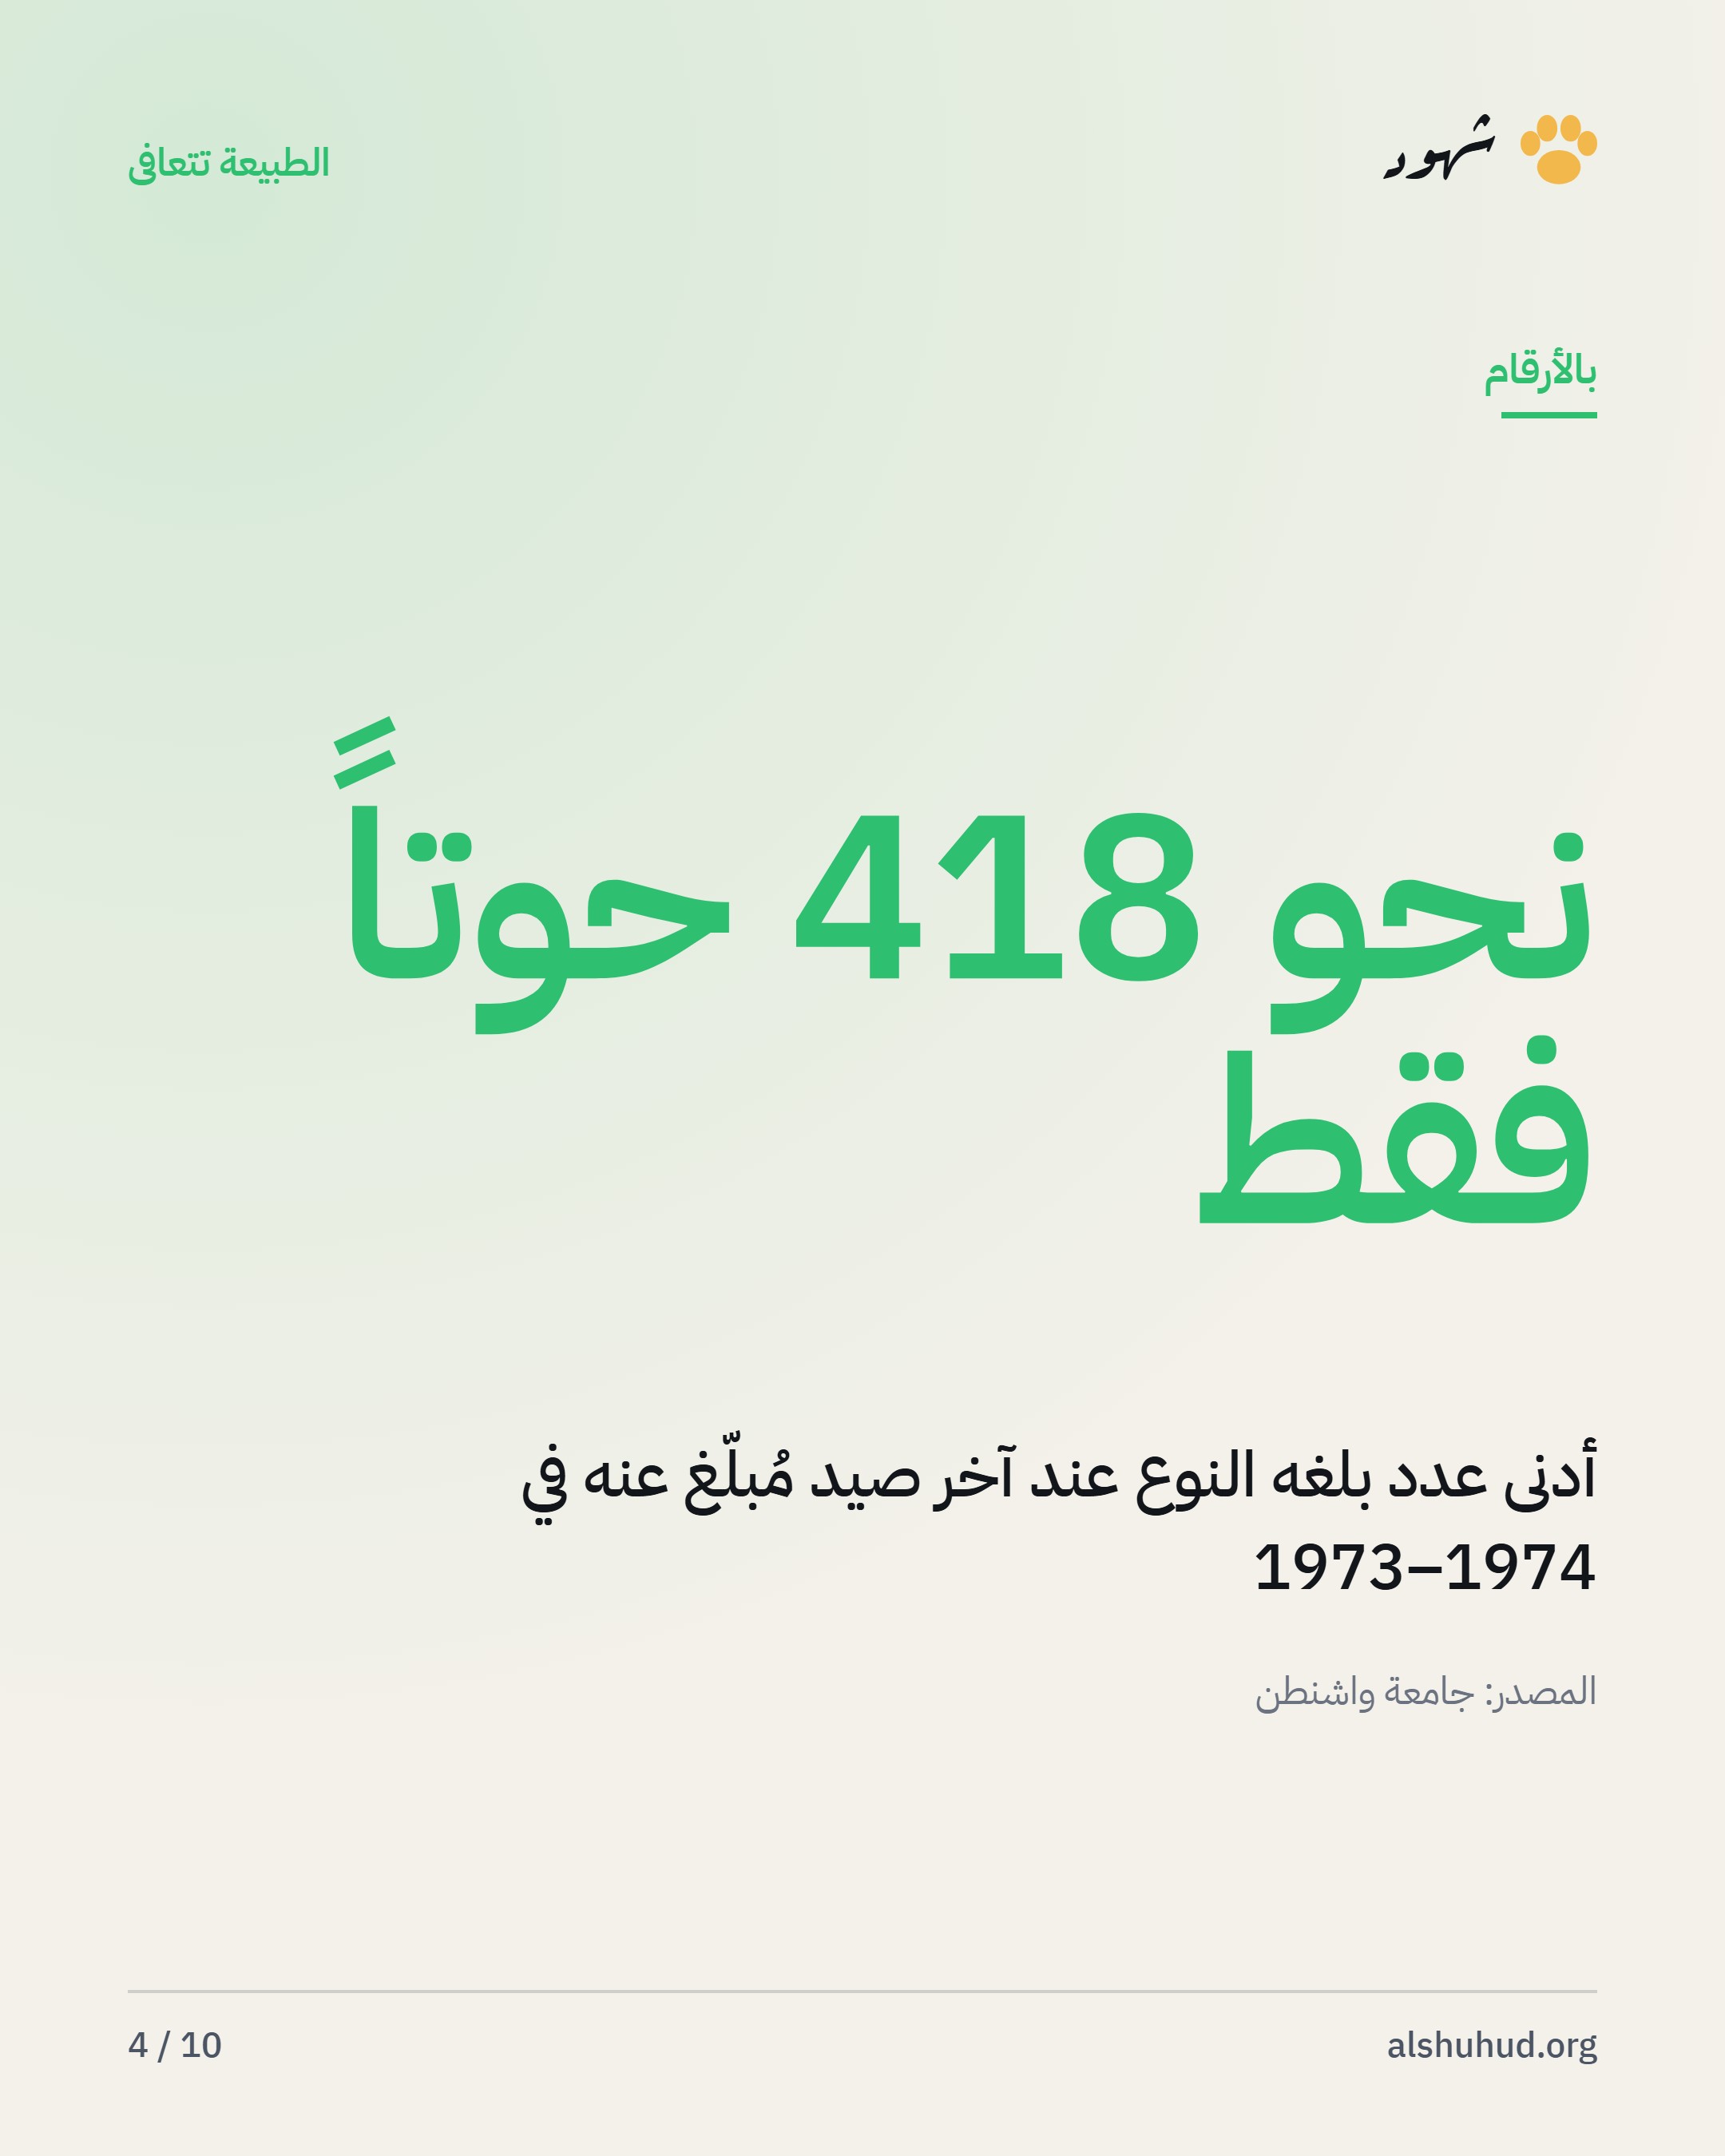 شهود
الطبيعة تتعافى
بالأرقام
نحو 418 حوتاً
فقط
أدنى عدد بلغه النوع عند آخر صيد مُبلّغ عنه في
1973–1974
المصدر: جامعة واشنطن
alshuhud.org
4 / 10